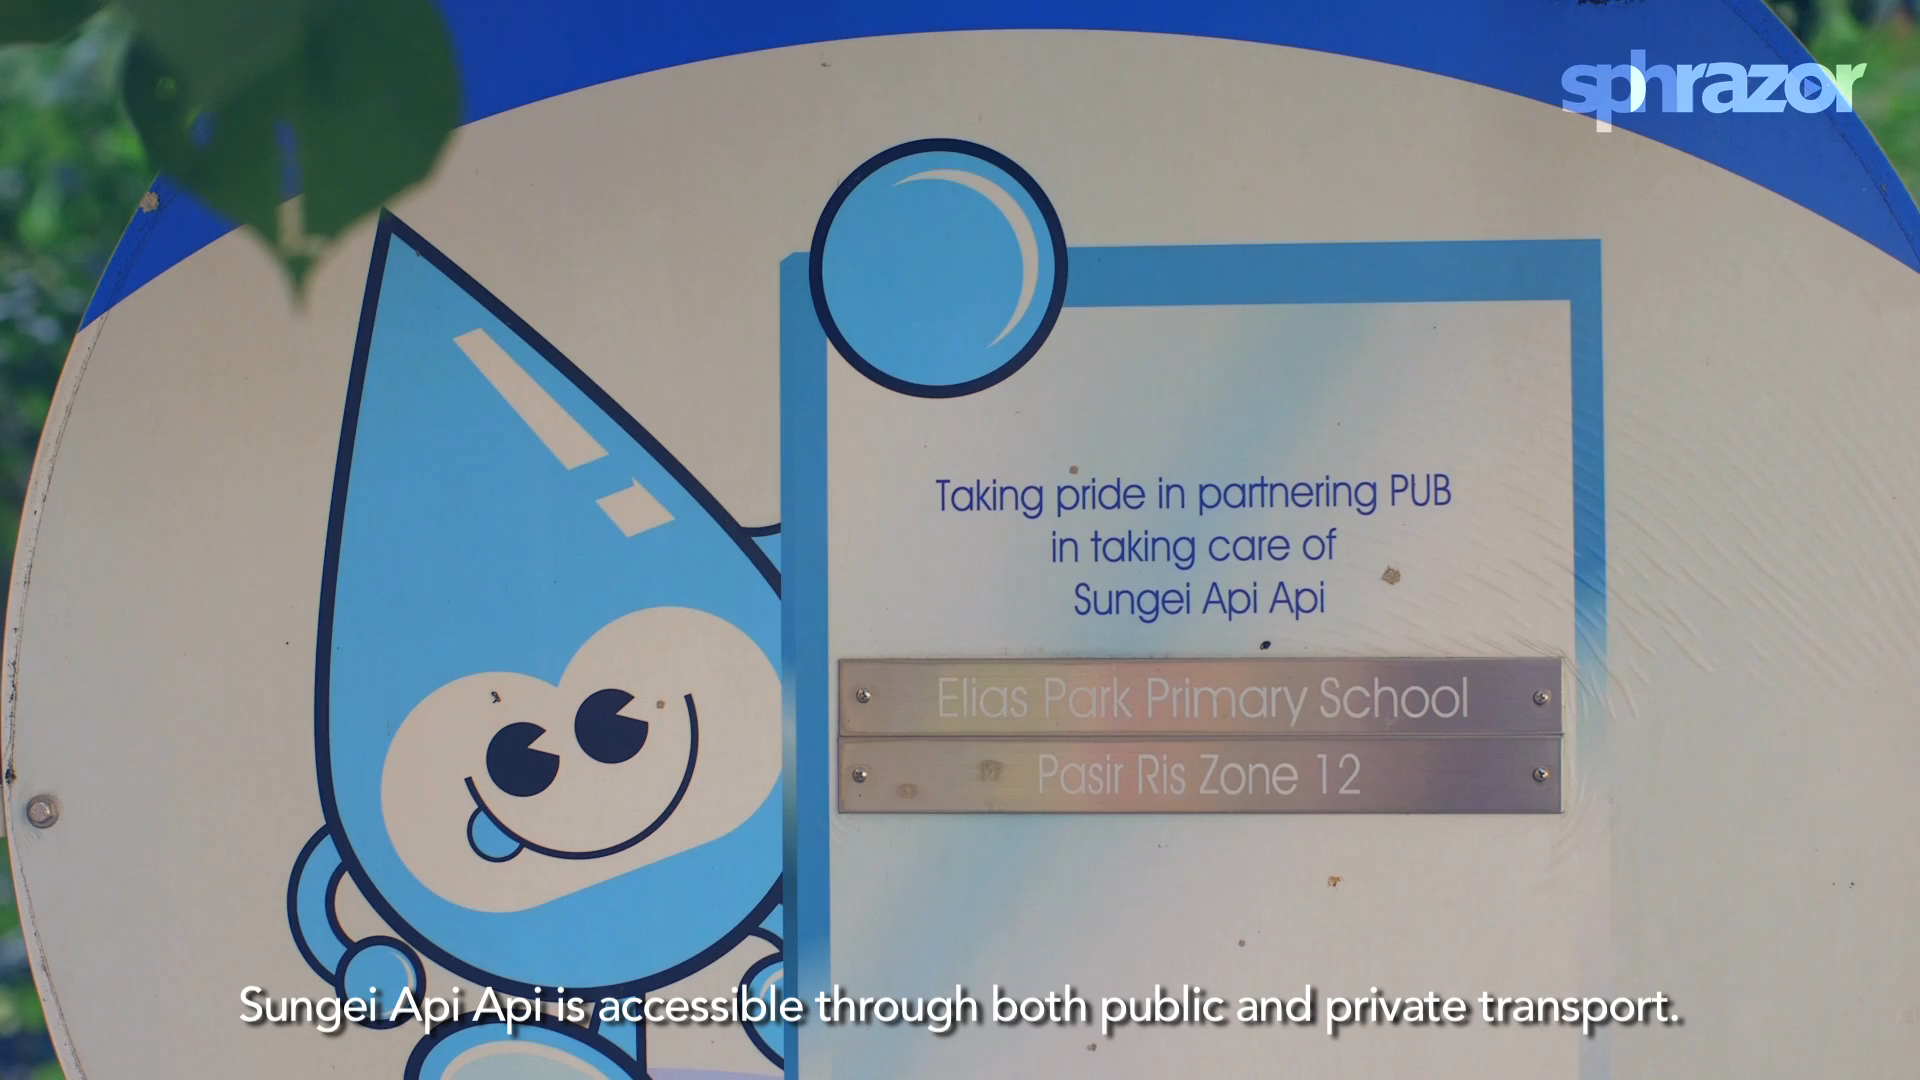 sphrazor
Taking pride in partnering PUB
in taking care of
Sungei Api Api
Elias Park Primary School
Pasir Ris Zone 12
Sungei Api Api is accessible through both public and private transport.